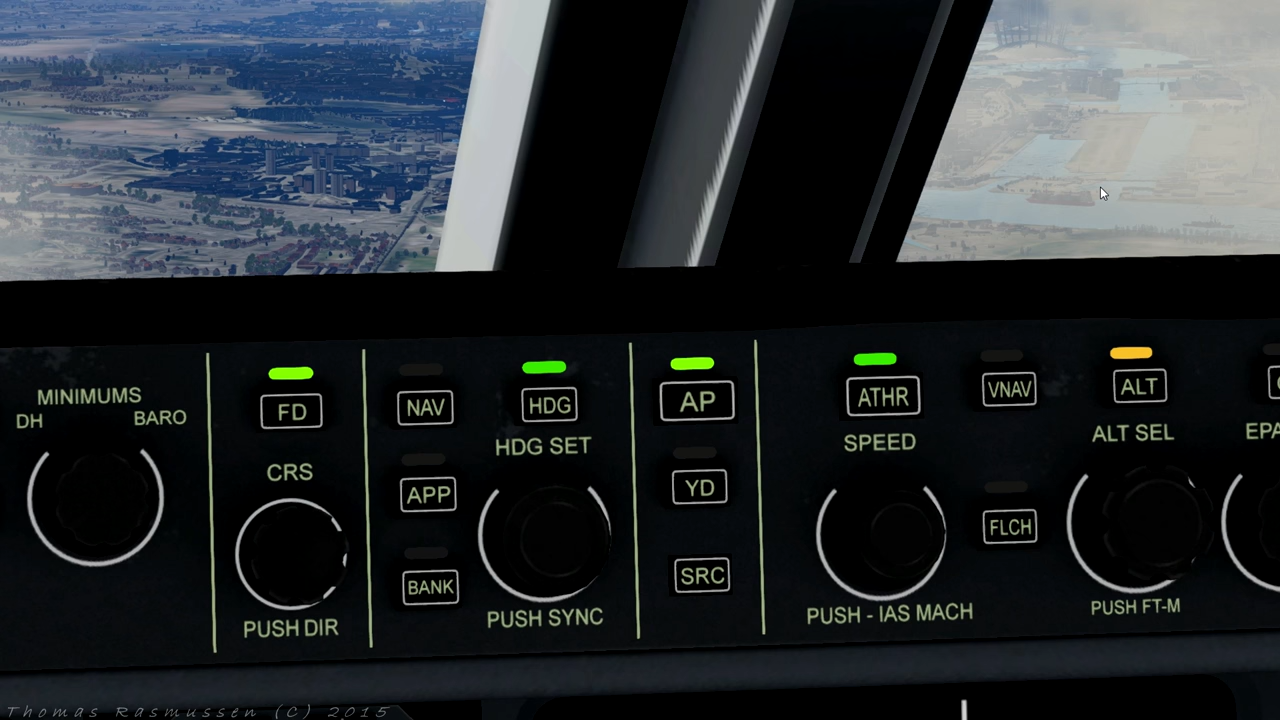 MINIMUMS
DH BARO
FD
CRS
PUSH DIR
NAV
HDG
HDG SET
APP
BANK
PUSH SYNC
AP
YD
SRC
ATHR
SPEED
PUSH - IAS MACH
VNAV
FLCH
ALT
ALT SEL
PUSH FT-M
Thomas Rasmussen (C) 2015